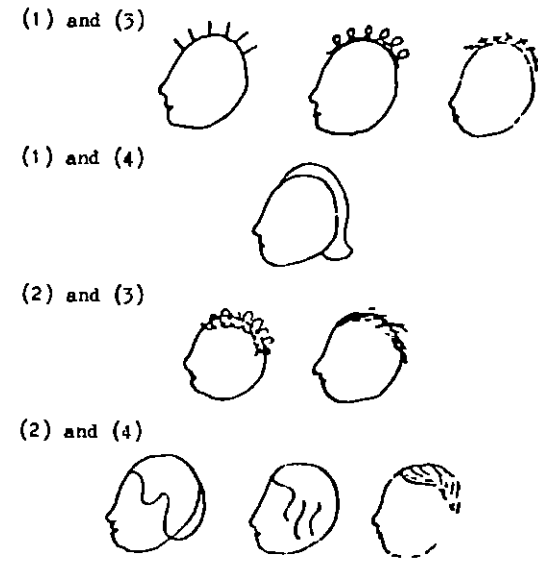 (1) and (3)
(1) and (4)
(2) and (3)
(2) and (4)